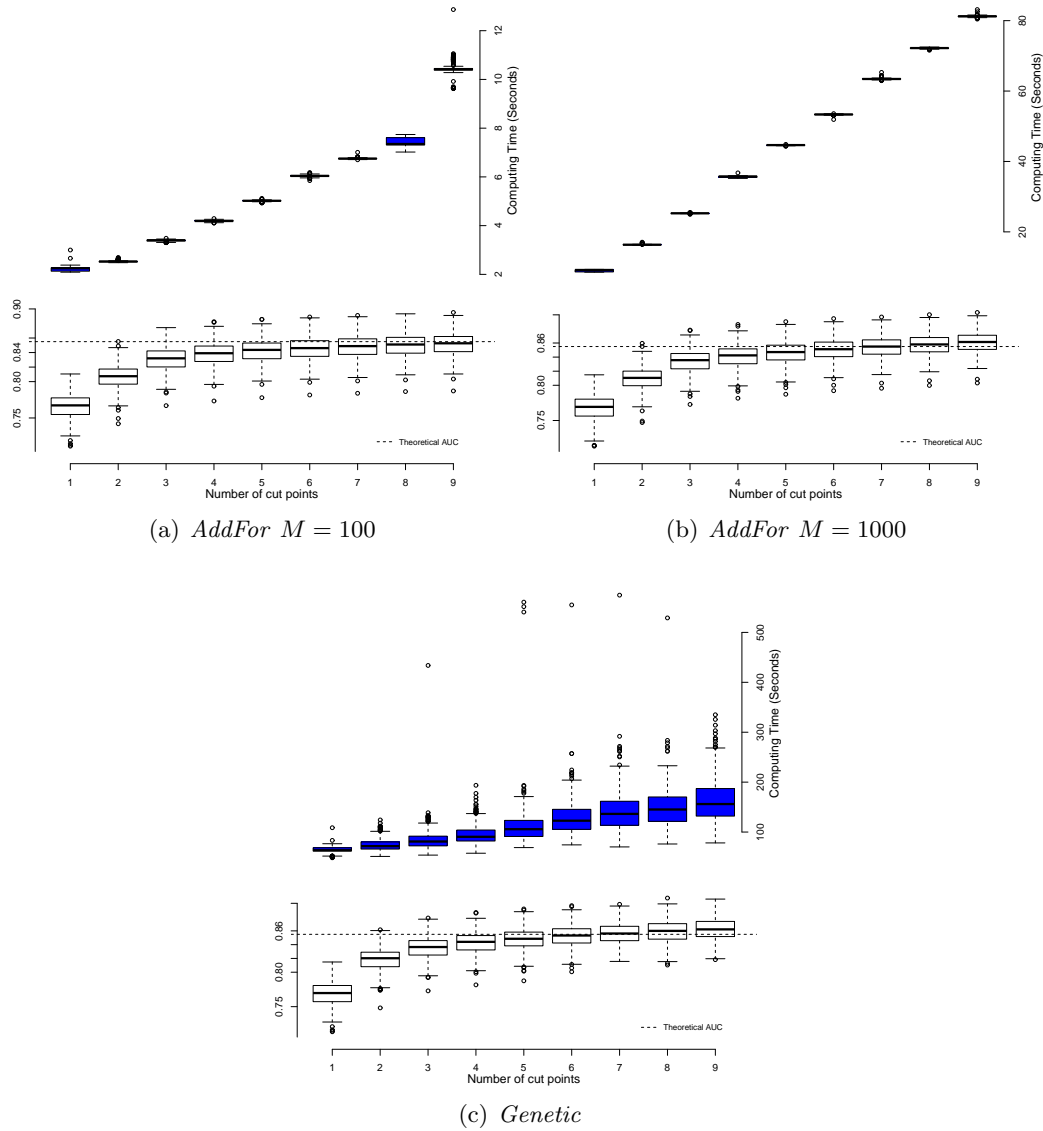 12
10
8
6
4
2
Computing Time (Seconds)
0.90
0.84
0.80
0.75
Theoretical AUC
1 2 3 4 5 6 7 8 9
Number of cut points
(a) AddFor M = 100
80
60
40
20
Computing Time (Seconds)
0.86
0.80
0.75
Theoretical AUC
1 2 3 4 5 6 7 8 9
Number of cut points
(b) AddFor M = 1000
500
400
300
200
100
Computing Time (Seconds)
0.86
0.80
0.75
Theoretical AUC
1 2 3 4 5 6 7 8 9
Number of cut points
(c) Genetic